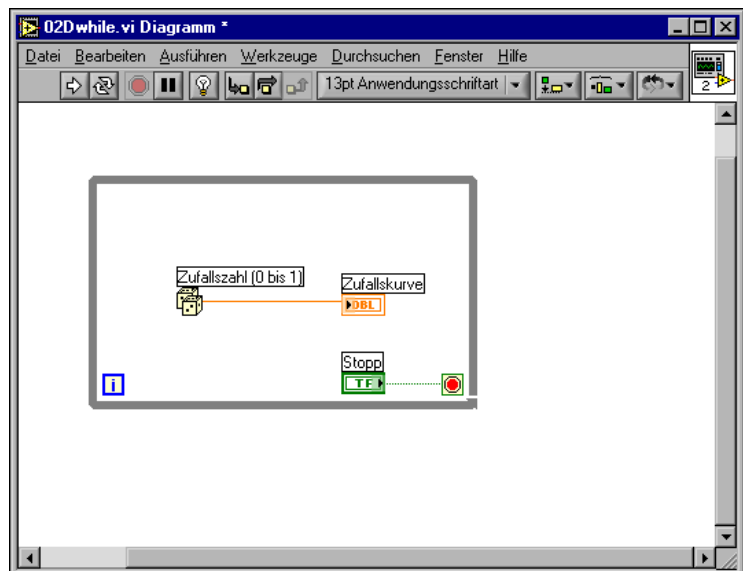 02Dwhile.vi Diagramm *
Datei Bearbeiten Ausführen Werkzeuge Durchsuchen Fenster Hilfe
13pt Anwendungsschriftart
2
Zufallszahl (0 bis 1)
Zufallskurve
DBL
Stopp
TF
i